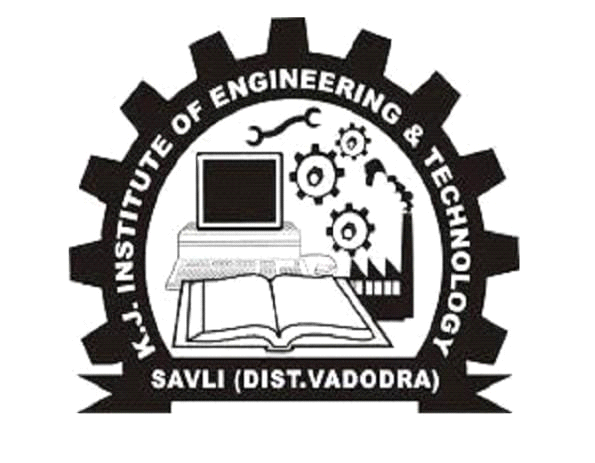 K.J. INSTITUTE OF ENGINEERING & TECHNOLOGY
SAVLI (DIST.VADODRA)